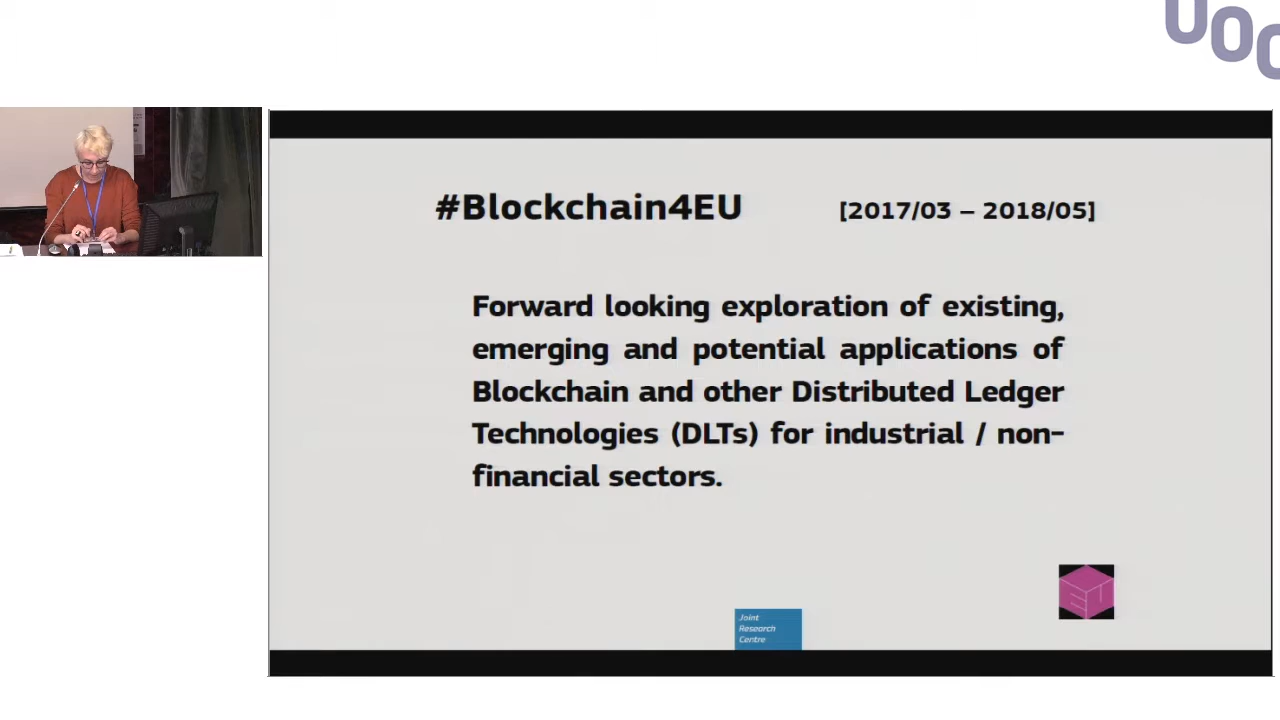 UOC
#Blockchain4EU [2017/03 – 2018/05]
Forward looking exploration of existing,
emerging and potential applications of
Blockchain and other Distributed Ledger
Technologies (DLTs) for industrial / non-
financial sectors.
EU
Joint
Research
Centre